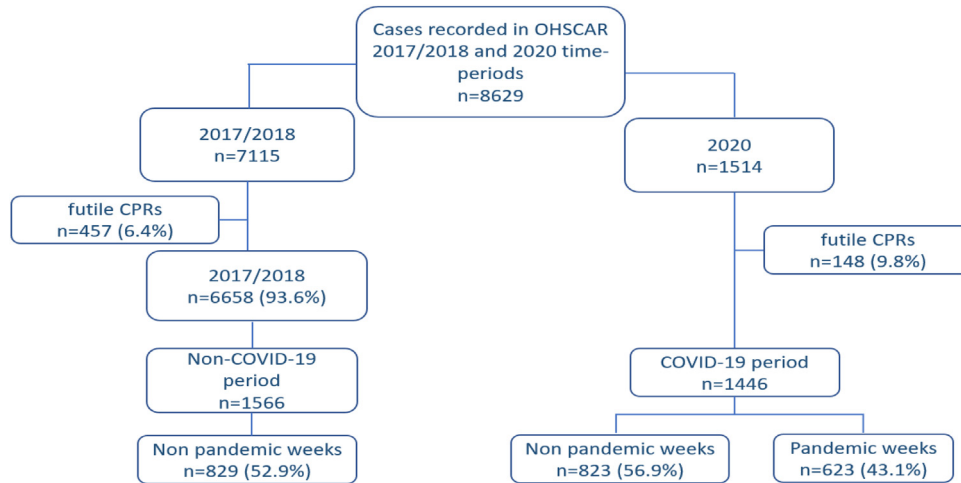 Cases recorded in OHSCAR
2017/2018 and 2020 time-
periods
n=8629
2017/2018
n=7115
2020
n=1514
futile CPRs
n=457 (6.4%)
futile CPRs
n=148 (9.8%)
2017/2018
n=6658 (93.6%)
Non-COVID-19
period
n=1566
COVID-19 period
n=1446
Non pandemic weeks
n=829 (52.9%)
Non pandemic weeks
n=823 (56.9%)
Pandemic weeks
n=623 (43.1%)